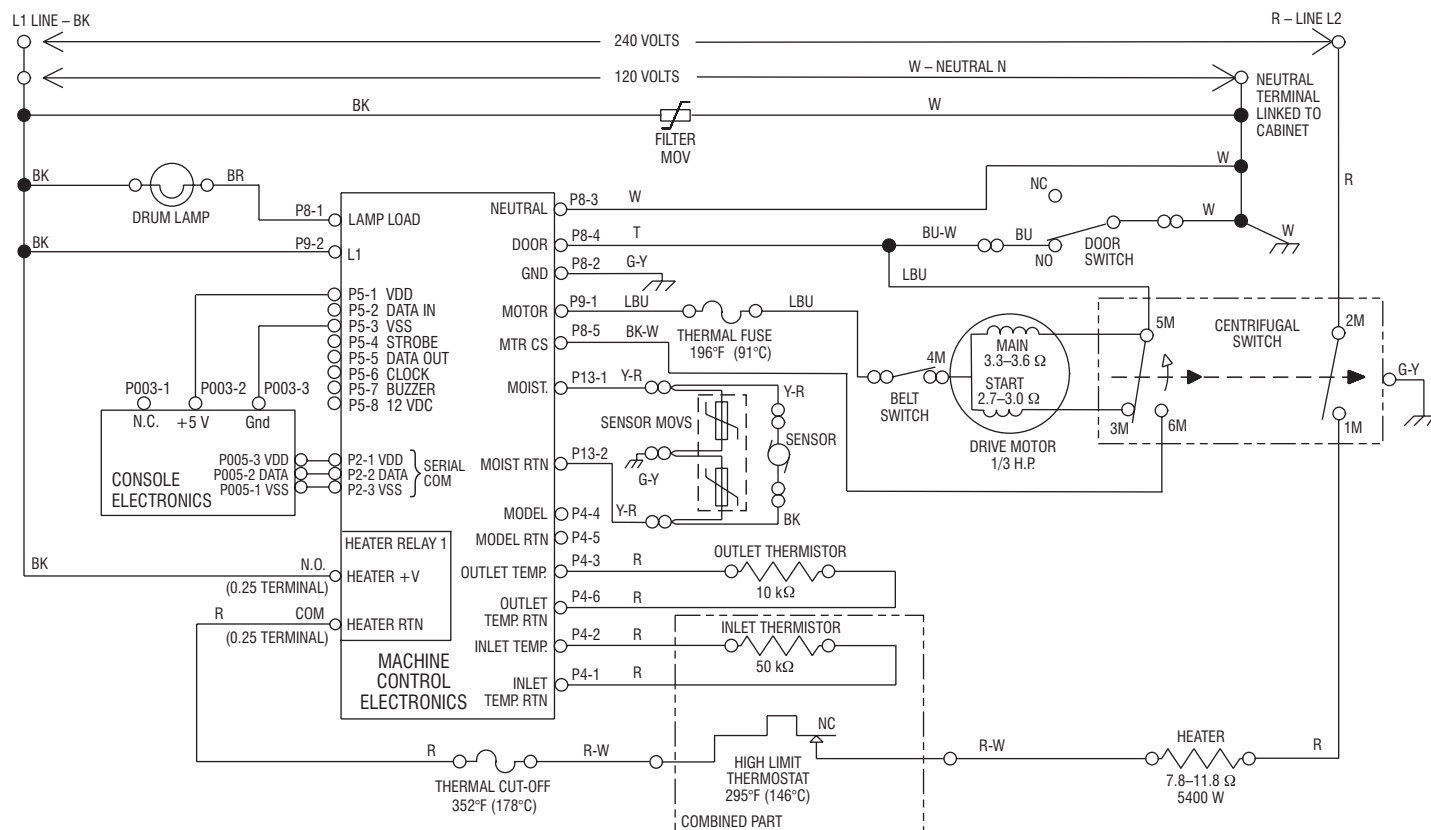 L1 LINE – BK
R – LINE L2
240 VOLTS
120 VOLTS
W – NEUTRAL N
NEUTRAL
TERMINAL
LINKED TO
CABINET
BK
W
FILTER
MOV
R
BK
BR
DRUM LAMP
P8-1
LAMP LOAD
BK
P9-2
L1
P5-1 VDD
P5-2 DATA IN
P5-3 VSS
P5-4 STROBE
P5-5 DATA OUT
P5-6 CLOCK
P5-7 BUZZER
P5-8 12 VDC
P003-1
P003-2
P003-3
N.C.
+5 V
Gnd
CONSOLE
ELECTRONICS
P005-3 VDD
P005-2 DATA
P005-1 VSS
P2-1 VDD
P2-2 DATA
P2-3 VSS
SERIAL
COM
HEATER RELAY 1
BK
N.O.
(0.25 TERMINAL)
HEATER +V
R
COM
(0.25 TERMINAL)
HEATER RTN
MACHINE
CONTROL
ELECTRONICS
NEUTRAL
P8-3
W
W
DOOR
P8-4
T
BU-W
BU
NC
NO
DOOR
SWITCH
W
W
GND
P8-2
G-Y
LBU
MOTOR
P9-1
LBU
LBU
THERMAL FUSE
196°F (91°C)
MTR CS
P8-5
BK-W
MOIST.
P13-1
Y-R
Y-R
SENSOR MOVS
SENSOR
G-Y
MOIST RTN
P13-2
Y-R
BK
BELT
SWITCH
4M
MAIN
3.3–3.6 Ω
START
2.7–3.0 Ω
DRIVE MOTOR
1/3 H.P.
5M
CENTRIFUGAL
SWITCH
2M
3M
6M
1M
G-Y
MODEL
P4-4
MODEL RTN
P4-5
OUTLET TEMP.
P4-3
R
OUTLET THERMISTOR
10 kΩ
OUTLET
TEMP. RTN
P4-6
R
INLET TEMP.
P4-2
R
INLET THERMISTOR
50 kΩ
INLET
TEMP. RTN
P4-1
R
R
THERMAL CUT-OFF
352°F (178°C)
R-W
NC
HIGH LIMIT
THERMOSTAT
295°F (146°C)
COMBINED PART
R-W
HEATER
7.8–11.8 Ω
5400 W
R